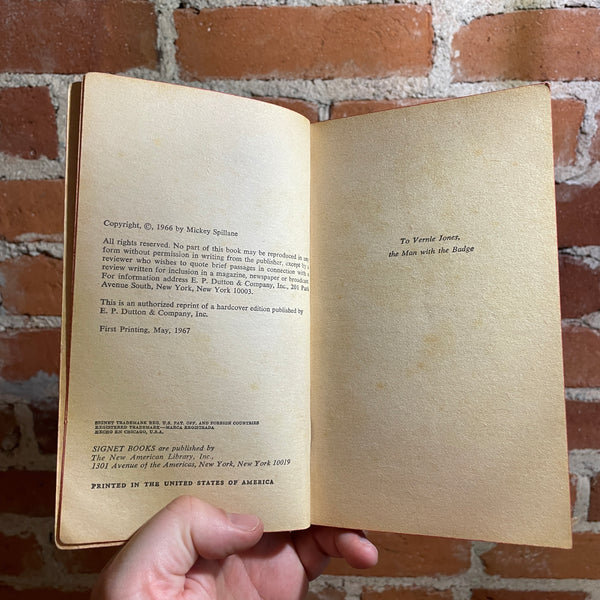 Copyright, ©, 1966 by Mickey Spillane
All rights reserved. No part of this book may be reproduced in any
form without permission in writing from the publisher, except by a
reviewer who wishes to quote brief passages in connection with a
review written for inclusion in a magazine, newspaper or broadcast.
For information address E. P. Dutton & Company, Inc., 201 Park
Avenue South, New York, New York 10003.
This is an authorized reprint of a hardcover edition published by
E. P. Dutton & Company, Inc.
First Printing, May, 1967
SIGNET TRADEMARK REG. U.S. PAT. OFF. AND FOREIGN COUNTRIES
REGISTERED TRADEMARK—MARCA REGISTRADA
HECHO EN CHICAGO, U.S.A.
SIGNET BOOKS are published by
The New American Library, Inc.,
1301 Avenue of the Americas, New York, New York 10019
PRINTED IN THE UNITED STATES OF AMERICA
To Vernie Jones,
the Man with the Badge